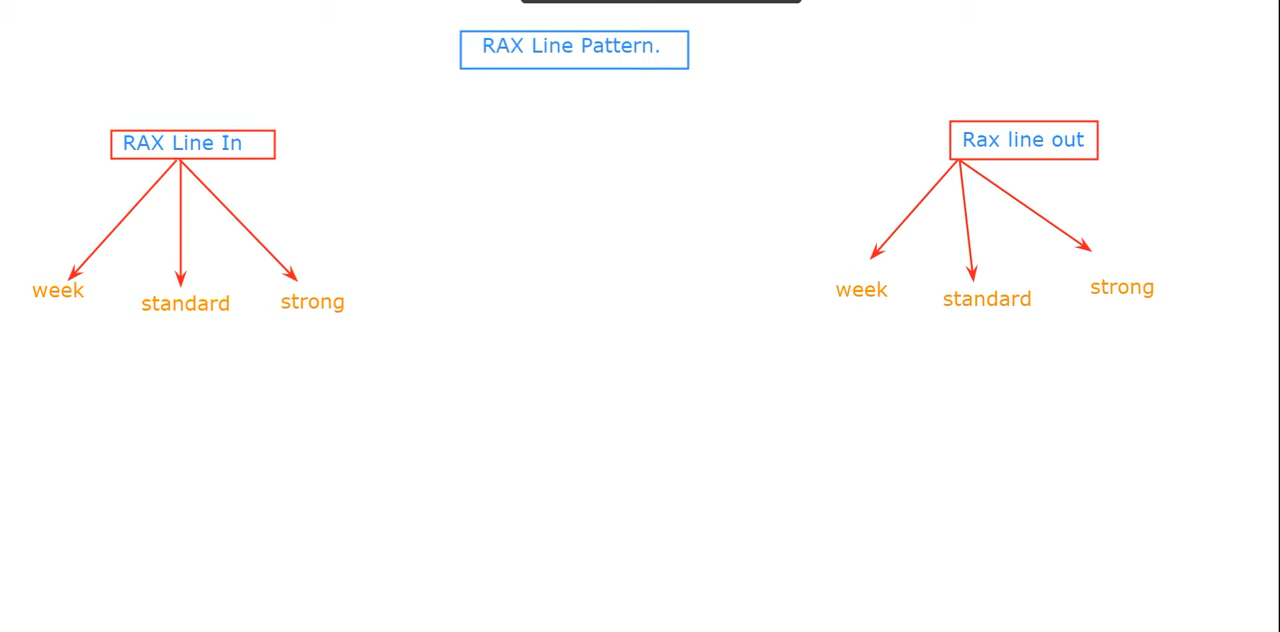 RAX Line Pattern.
RAX Line In
Rax line out
week
standard
strong
week
standard
strong